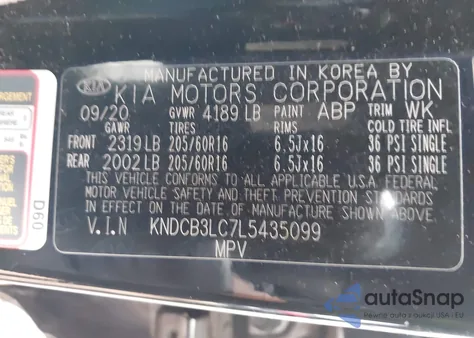 MANUFACTURED IN KOREA BY
KIA KIA MOTORS CORPORATION
09/20 GVWR 4189 LB PAINT ABP TRIM WK
GAWR TIRES RIMS COLD TIRE INFL
FRONT 2319 LB 205/60R16 6.5Jx16 36 PSI SINGLE
REAR 2002 LB 205/60R16 6.5Jx16 36 PSI SINGLE
THIS VEHICLE CONFORMS TO ALL APPLICABLE U.S.A FEDERAL
MOTOR VEHICLE SAFETY AND THEFT PREVENTION STANDARDS
IN EFFECT ON THE DATE OF MANUFACTURE SHOWN ABOVE.
V.I.N KNDCB3LC7L5435099
MPV
D60
autoSnap